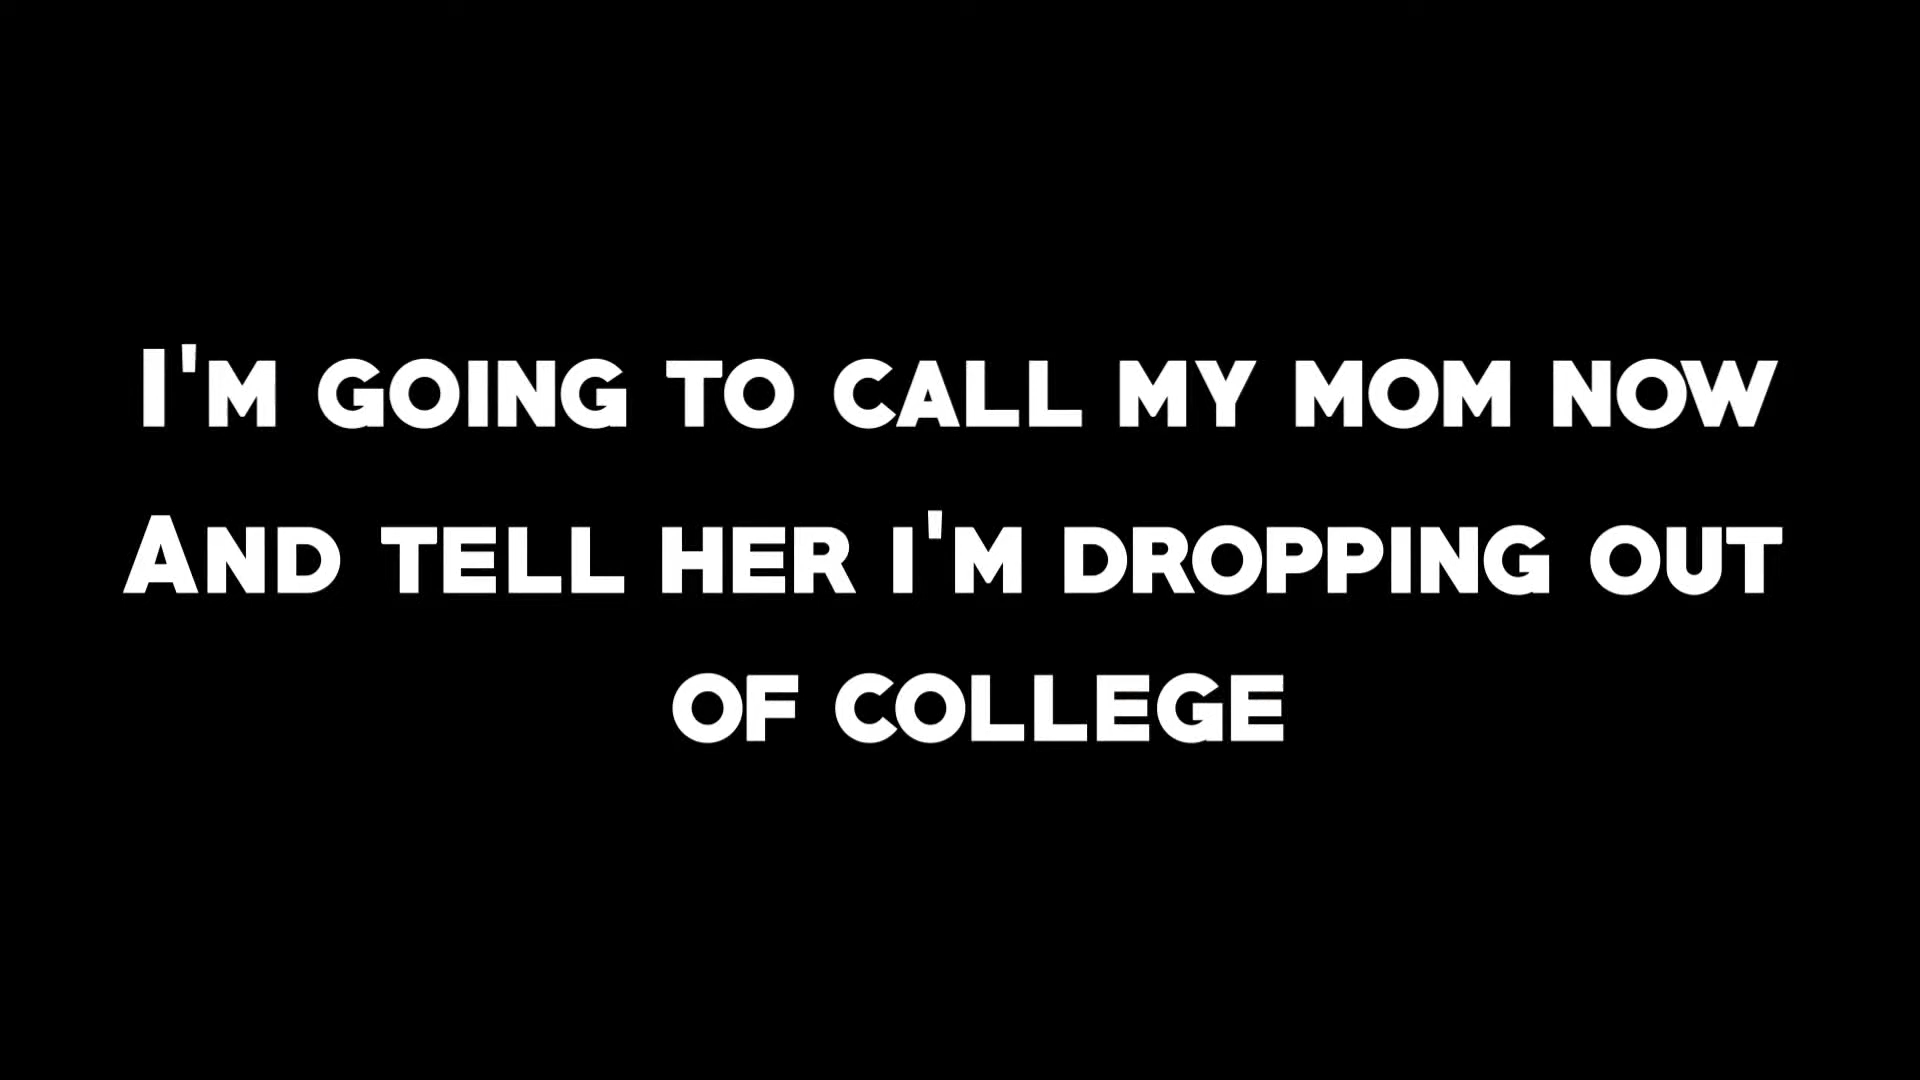 I'm going to call my mom now
And tell her i'm dropping out
of college